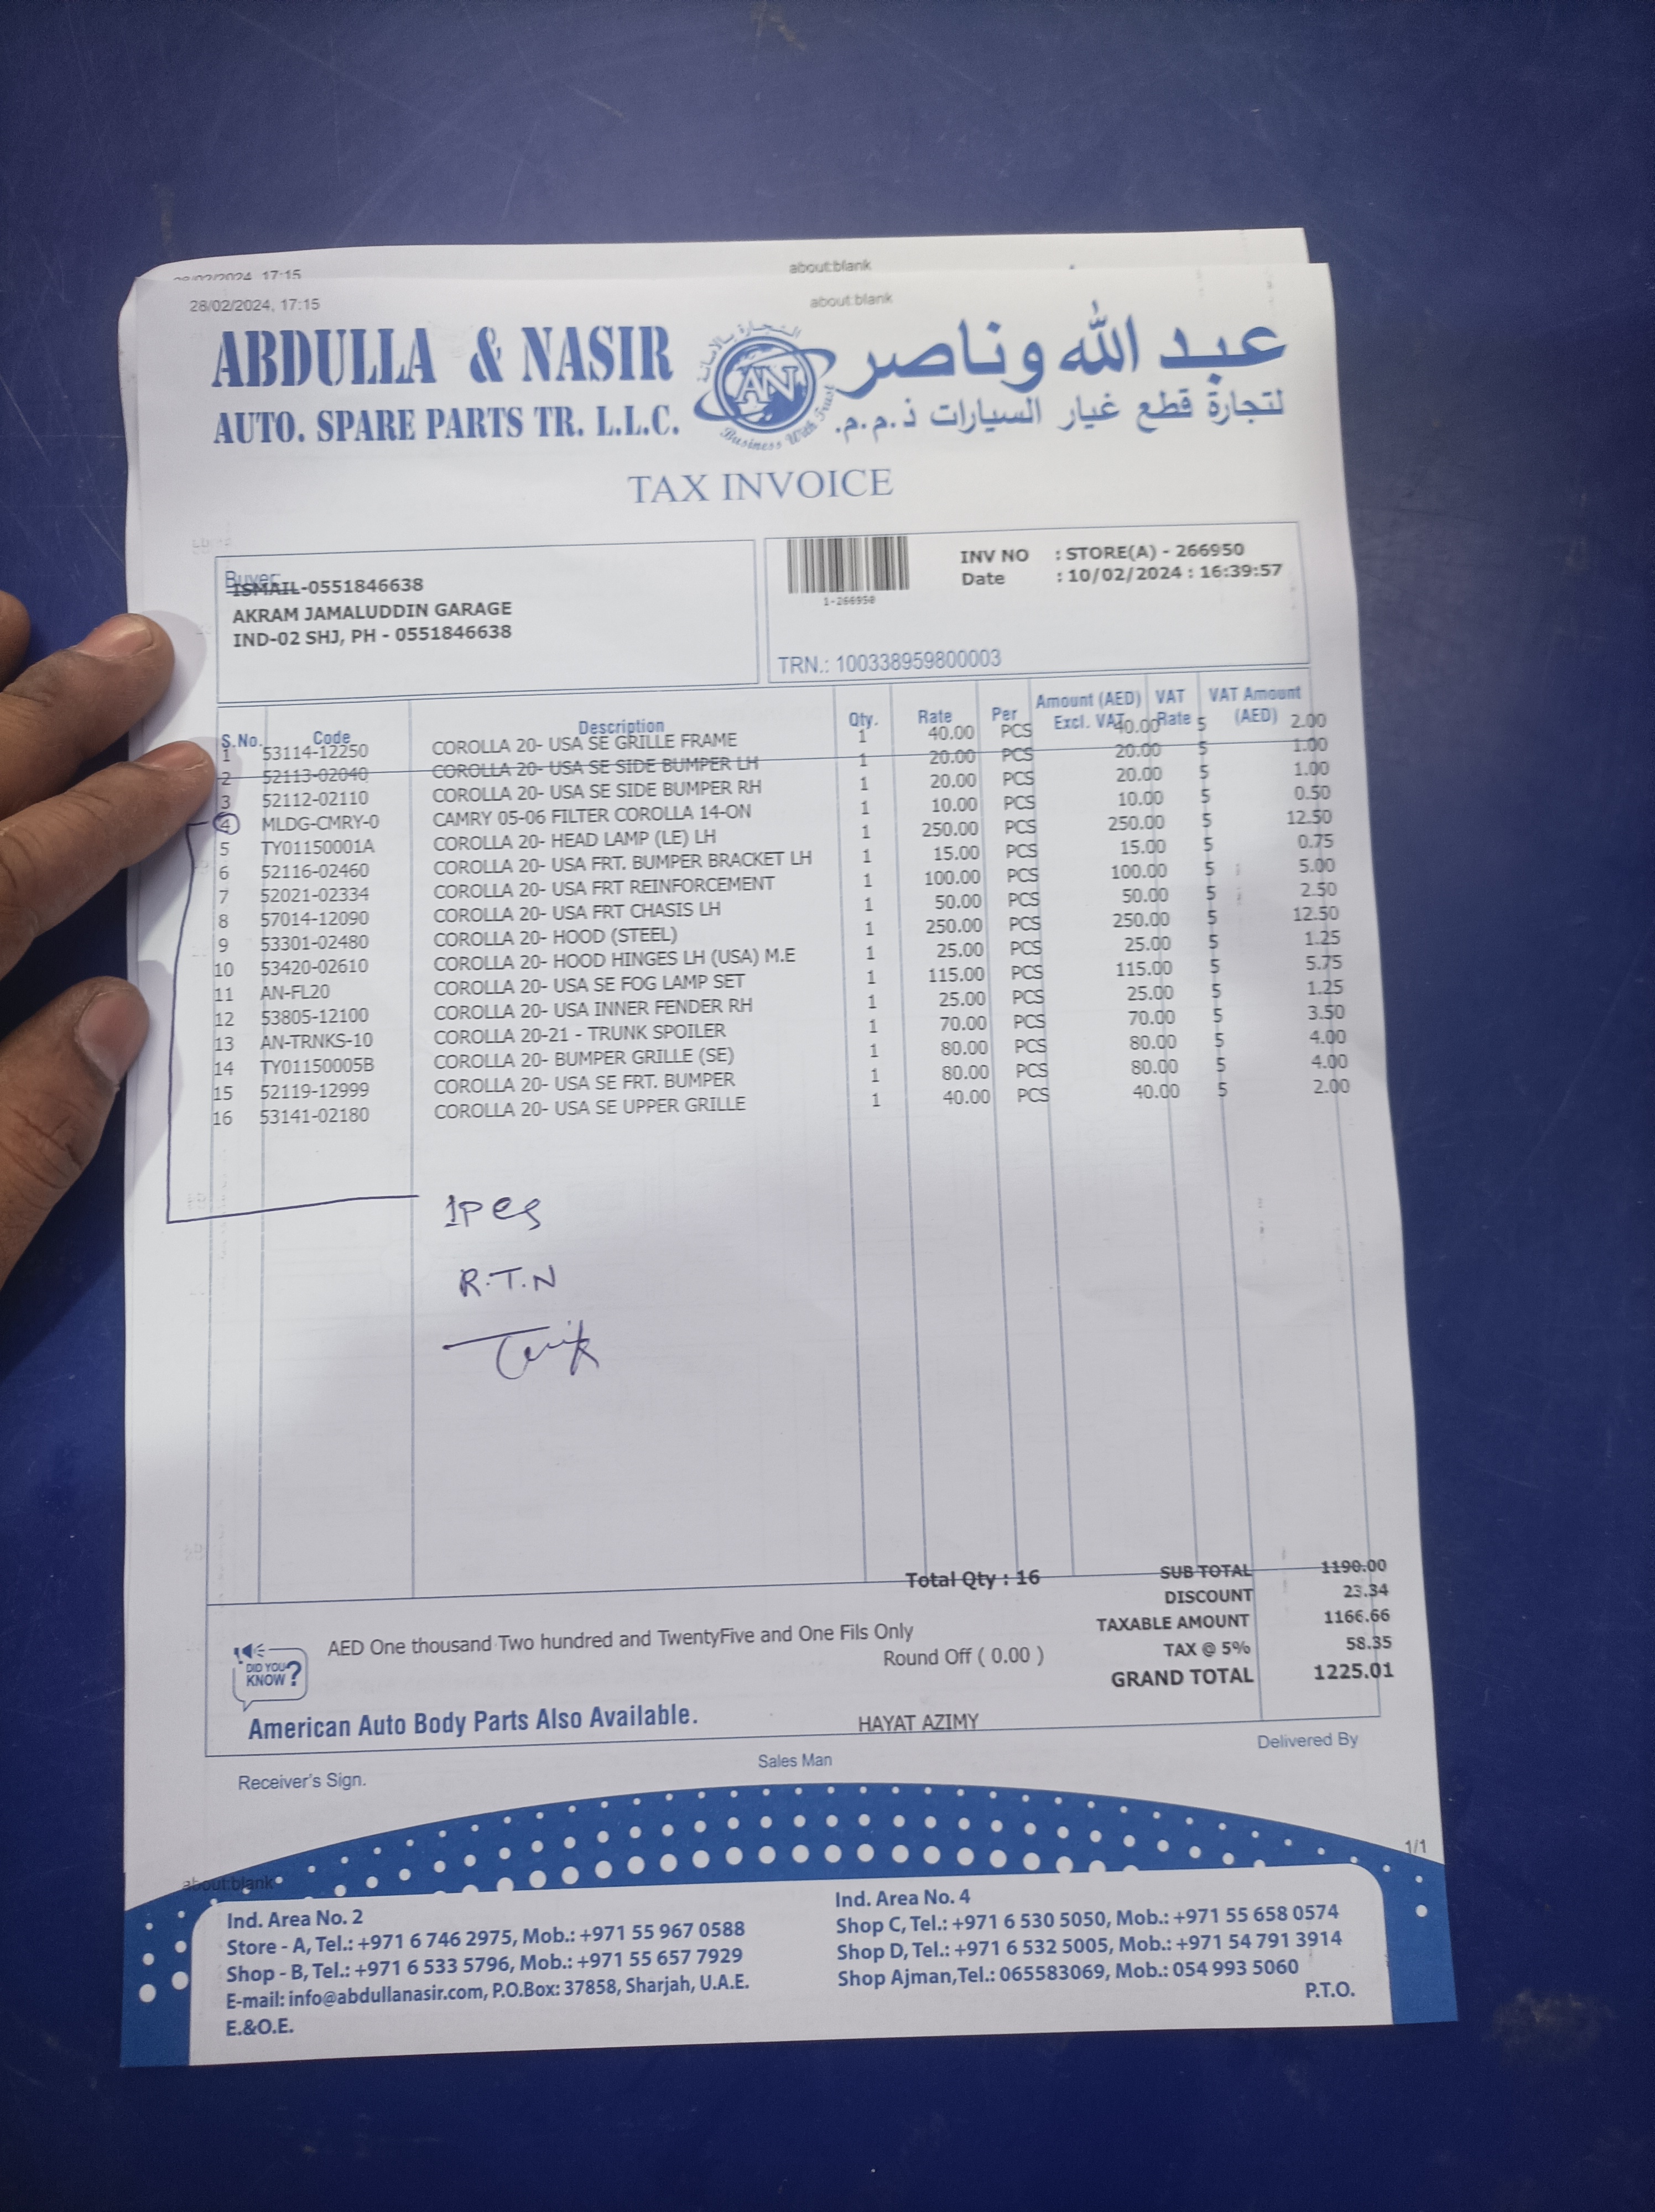 about:blank
28/02/2024, 17:15
about:blank
ABDULLA & NASIR
AUTO. SPARE PARTS TR. L.L.C.
AN
Business With Trust
عبد الله وناصر
لتجارة قطع غيار السيارات ذ.م.م.
TAX INVOICE
Buyer:
ISMAIL-0551846638
AKRAM JAMALUDDIN GARAGE
IND-02 SHJ, PH - 0551846638
1-266950
INV NO : STORE(A) - 266950
Date : 10/02/2024 : 16:39:57
TRN.: 100338959800003
S.No. Code Description Qty. Rate Per Amount (AED) Excl. VAT VAT Rate VAT Amount (AED)
1 53114-12250 COROLLA 20- USA SE GRILLE FRAME 1 40.00 PCS 40.00 5 2.00
2 52113-02040 COROLLA 20- USA SE SIDE BUMPER LH 1 20.00 PCS 20.00 5 1.00
3 52112-02110 COROLLA 20- USA SE SIDE BUMPER RH 1 20.00 PCS 20.00 5 1.00
4 MLDG-CMRY-0 CAMRY 05-06 FILTER COROLLA 14-ON 1 10.00 PCS 10.00 5 0.50
5 TY01150001A COROLLA 20- HEAD LAMP (LE) LH 1 250.00 PCS 250.00 5 12.50
6 52116-02460 COROLLA 20- USA FRT. BUMPER BRACKET LH 1 15.00 PCS 15.00 5 0.75
7 52021-02334 COROLLA 20- USA FRT REINFORCEMENT 1 100.00 PCS 100.00 5 5.00
8 57014-12090 COROLLA 20- USA FRT CHASIS LH 1 50.00 PCS 50.00 5 2.50
9 53301-02480 COROLLA 20- HOOD (STEEL) 1 250.00 PCS 250.00 5 12.50
10 53420-02610 COROLLA 20- HOOD HINGES LH (USA) M.E 1 25.00 PCS 25.00 5 1.25
11 AN-FL20 COROLLA 20- USA SE FOG LAMP SET 1 115.00 PCS 115.00 5 5.75
12 53805-12100 COROLLA 20- USA INNER FENDER RH 1 25.00 PCS 25.00 5 1.25
13 AN-TRNKS-10 COROLLA 20-21 - TRUNK SPOILER 1 70.00 PCS 70.00 5 3.50
14 TY01150005B COROLLA 20- BUMPER GRILLE (SE) 1 80.00 PCS 80.00 5 4.00
15 52119-12999 COROLLA 20- USA SE FRT. BUMPER 1 80.00 PCS 80.00 5 4.00
16 53141-02180 COROLLA 20- USA SE UPPER GRILLE 1 40.00 PCS 40.00 5 2.00
1Pcs
R.T.N
Total Qty : 16
SUB TOTAL 1190.00
DISCOUNT 23.34
TAXABLE AMOUNT 1166.66
TAX @ 5% 58.35
GRAND TOTAL 1225.01
AED One thousand Two hundred and TwentyFive and One Fils Only
Round Off ( 0.00 )
DID YOU KNOW?
American Auto Body Parts Also Available.
HAYAT AZIMY
Receiver's Sign.
Sales Man
Delivered By
1/1
about:blank
Ind. Area No. 2
Store - A, Tel.: +971 6 746 2975, Mob.: +971 55 967 0588
Shop - B, Tel.: +971 6 533 5796, Mob.: +971 55 657 7929
E-mail: info@abdullanasir.com, P.O.Box: 37858, Sharjah, U.A.E.
E.&O.E.
Ind. Area No. 4
Shop C, Tel.: +971 6 530 5050, Mob.: +971 55 658 0574
Shop D, Tel.: +971 6 532 5005, Mob.: +971 54 791 3914
Shop Ajman,Tel.: 065583069, Mob.: 054 993 5060
P.T.O.